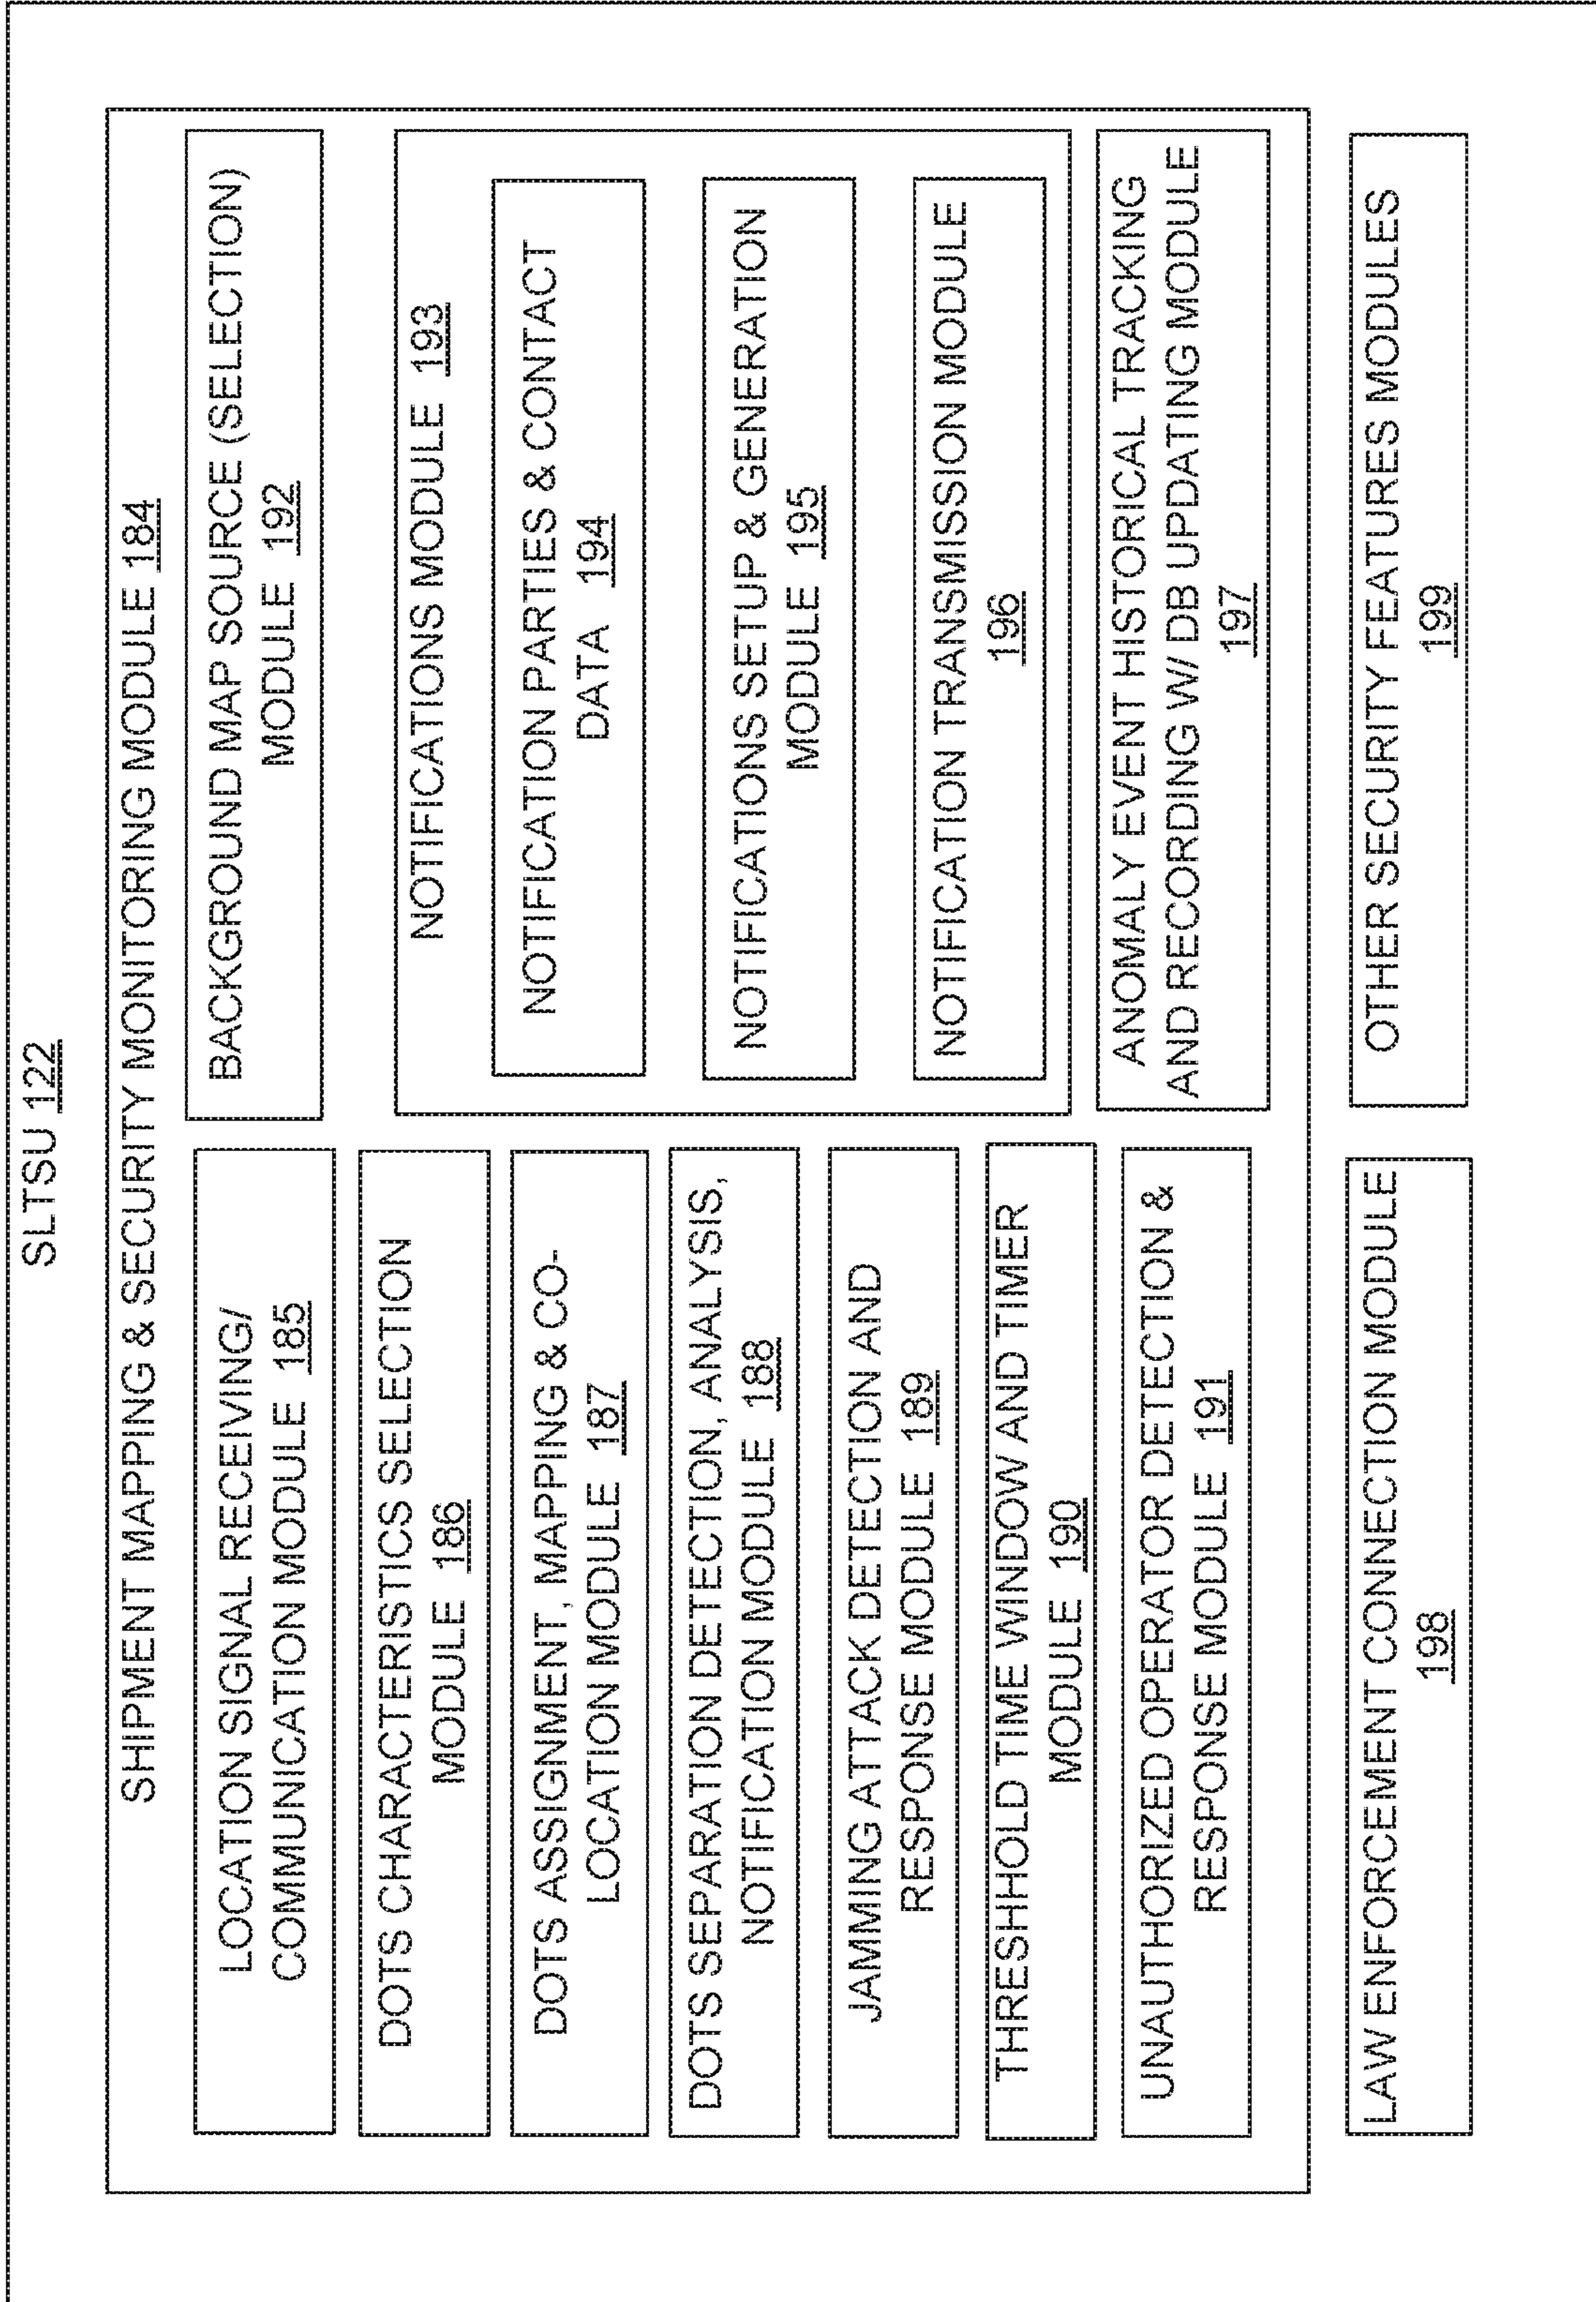 SLTSU 122
SHIPMENT MAPPING & SECURITY MONITORING MODULE 184
LOCATION SIGNAL RECEIVING/
COMMUNICATION MODULE 185
DOTS CHARACTERISTICS SELECTION
MODULE 186
DOTS ASSIGNMENT, MAPPING & CO-
LOCATION MODULE 187
DOTS SEPARATION DETECTION, ANALYSIS,
NOTIFICATION MODULE 188
JAMMING ATTACK DETECTION AND
RESPONSE MODULE 189
THRESHHOLD TIME WINDOW AND TIMER
MODULE 190
UNAUTHORIZED OPERATOR DETECTION &
RESPONSE MODULE 191
BACKGROUND MAP SOURCE (SELECTION)
MODULE 192
NOTIFICATIONS MODULE 193
NOTIFICATION PARTIES & CONTACT
DATA 194
NOTIFICATIONS SETUP & GENERATION
MODULE 195
NOTIFICATION TRANSMISSION MODULE
196
ANOMALY EVENT HISTORICAL TRACKING
AND RECORDING W/ DB UPDATING MODULE
197
LAW ENFORCEMENT CONNECTION MODULE
198
OTHER SECURITY FEATURES MODULES
199